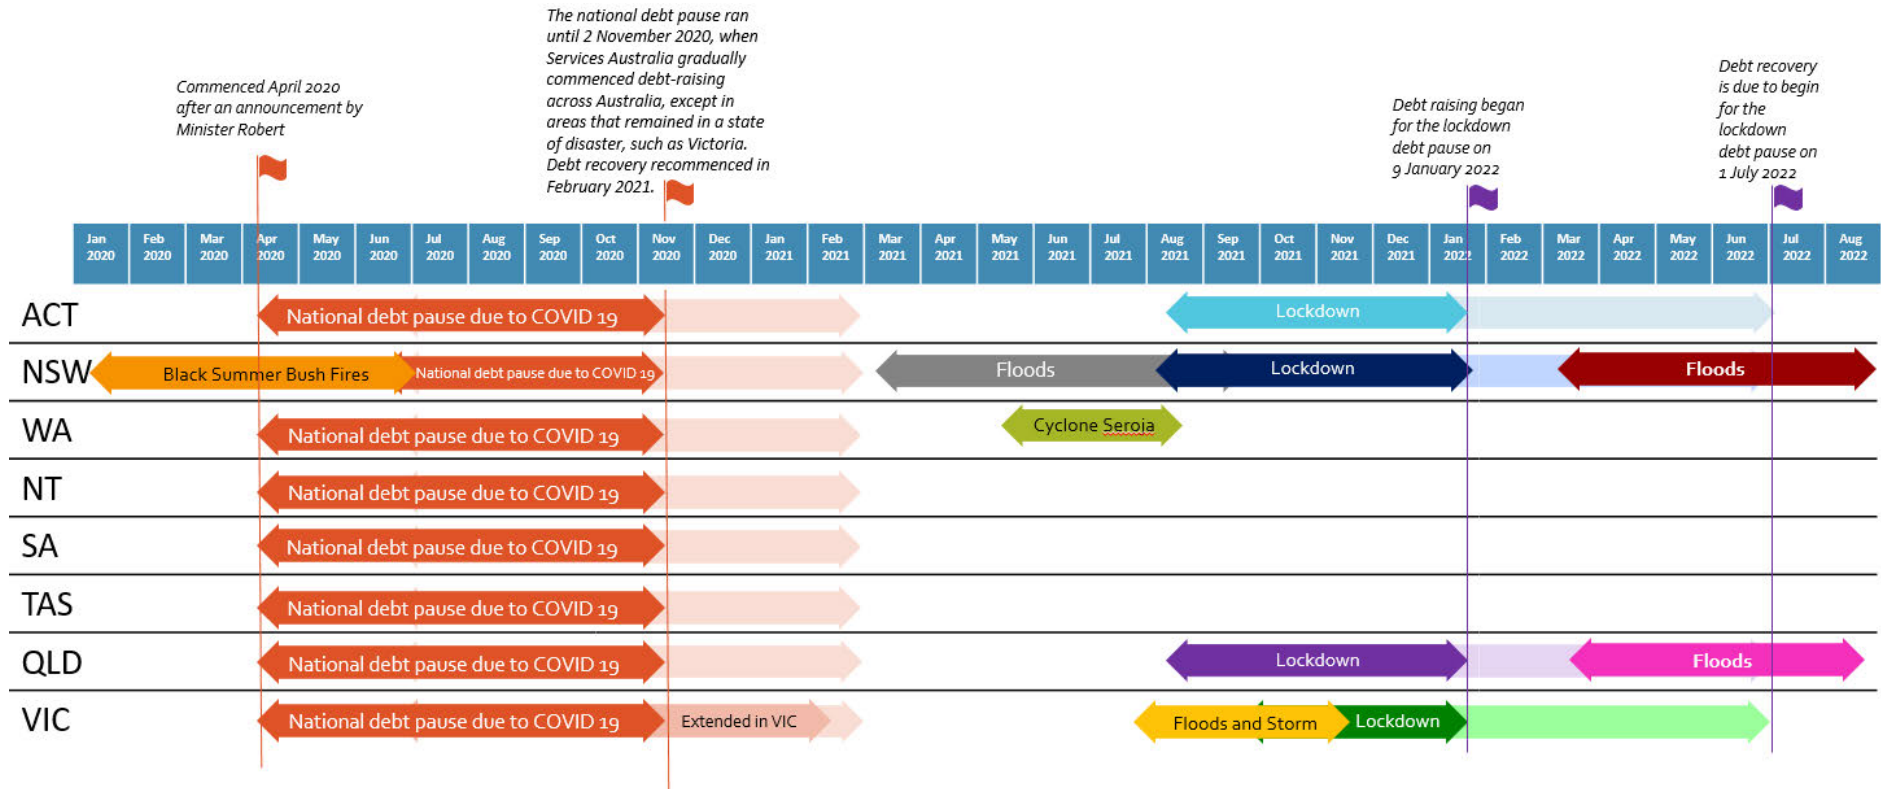 The national debt pause ran
until 2 November 2020, when
Services Australia gradually
commenced debt-raising
across Australia, except in
areas that remained in a state
of disaster, such as Victoria.
Debt recovery recommenced in
February 2021.
Commenced April 2020
after an announcement by
Minister Robert
Debt raising began
for the lockdown
debt pause on
9 January 2022
Debt recovery
is due to begin
for the
lockdown
debt pause on
1 July 2022
Jan Feb Mar Apr May Jun Jul Aug Sep Oct Nov Dec Jan Feb Mar Apr May Jun Jul Aug Sep Oct Nov Dec Jan Feb Mar Apr May Jun Jul Aug
2020 2020 2020 2020 2020 2020 2020 2020 2020 2020 2020 2020 2021 2021 2021 2021 2021 2021 2021 2021 2021 2021 2021 2021 2022 2022 2022 2022 2022 2022 2022 2022
ACT National debt pause due to COVID 19 Lockdown
NSW Black Summer Bush Fires National debt pause due to COVID 19 Floods Lockdown Floods
WA National debt pause due to COVID 19 Cyclone Seroja
NT National debt pause due to COVID 19
SA National debt pause due to COVID 19
TAS National debt pause due to COVID 19
QLD National debt pause due to COVID 19 Lockdown Floods
VIC National debt pause due to COVID 19 Extended in VIC Floods and Storm Lockdown